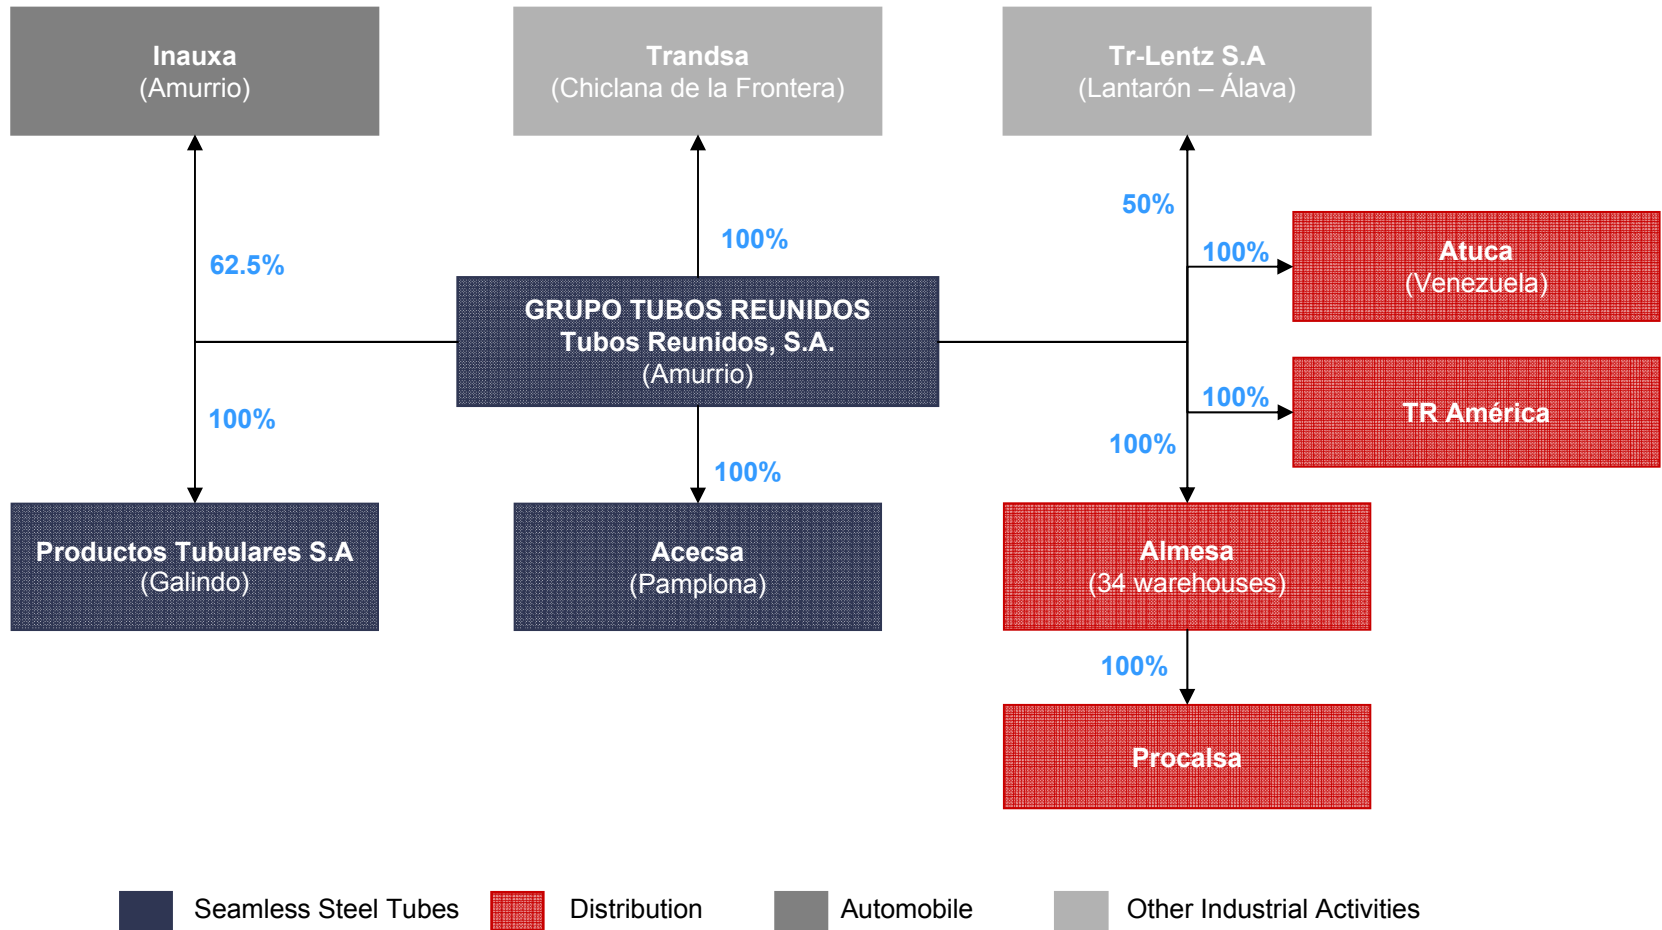 Inauxa
(Amurrio)
Trandsa
(Chiclana de la Frontera)
Tr-Lentz S.A
(Lantarón – Álava)
50%
100%
62.5%
100%
Atuca
(Venezuela)
GRUPO TUBOS REUNIDOS
Tubos Reunidos, S.A.
(Amurrio)
100%
TR América
100%
100%
100%
Productos Tubulares S.A
(Galindo)
Acecsa
(Pamplona)
Almesa
(34 warehouses)
100%
Procalsa
Seamless Steel Tubes
Distribution
Automobile
Other Industrial Activities